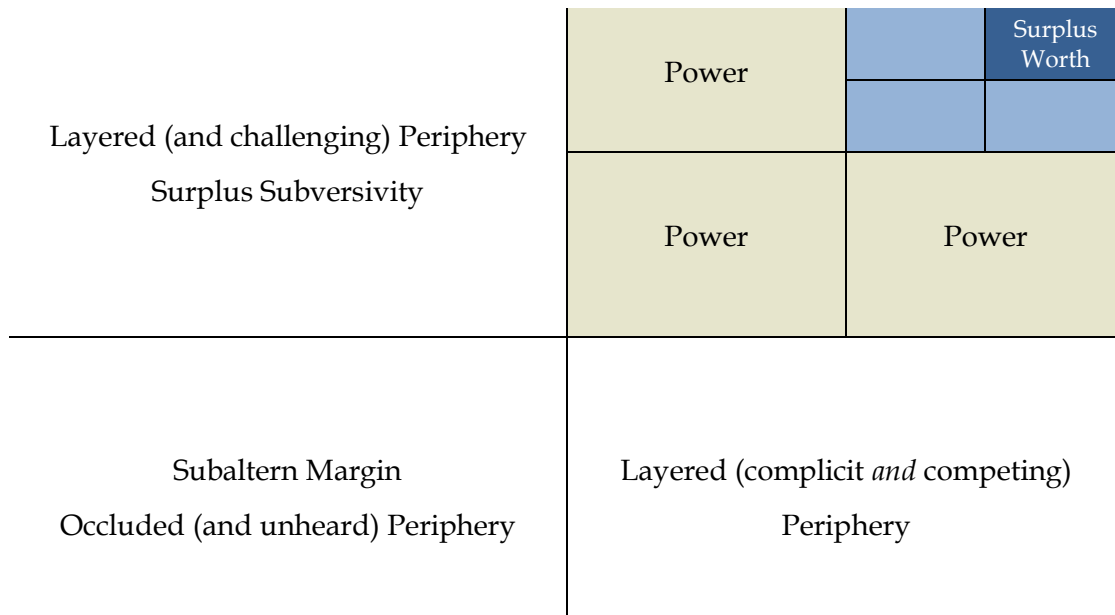 Surplus
Worth
Power
Layered (and challenging) Periphery
Surplus Subversivity
Power
Power
Subaltern Margin
Occluded (and unheard) Periphery
Layered (complicit and competing)
Periphery